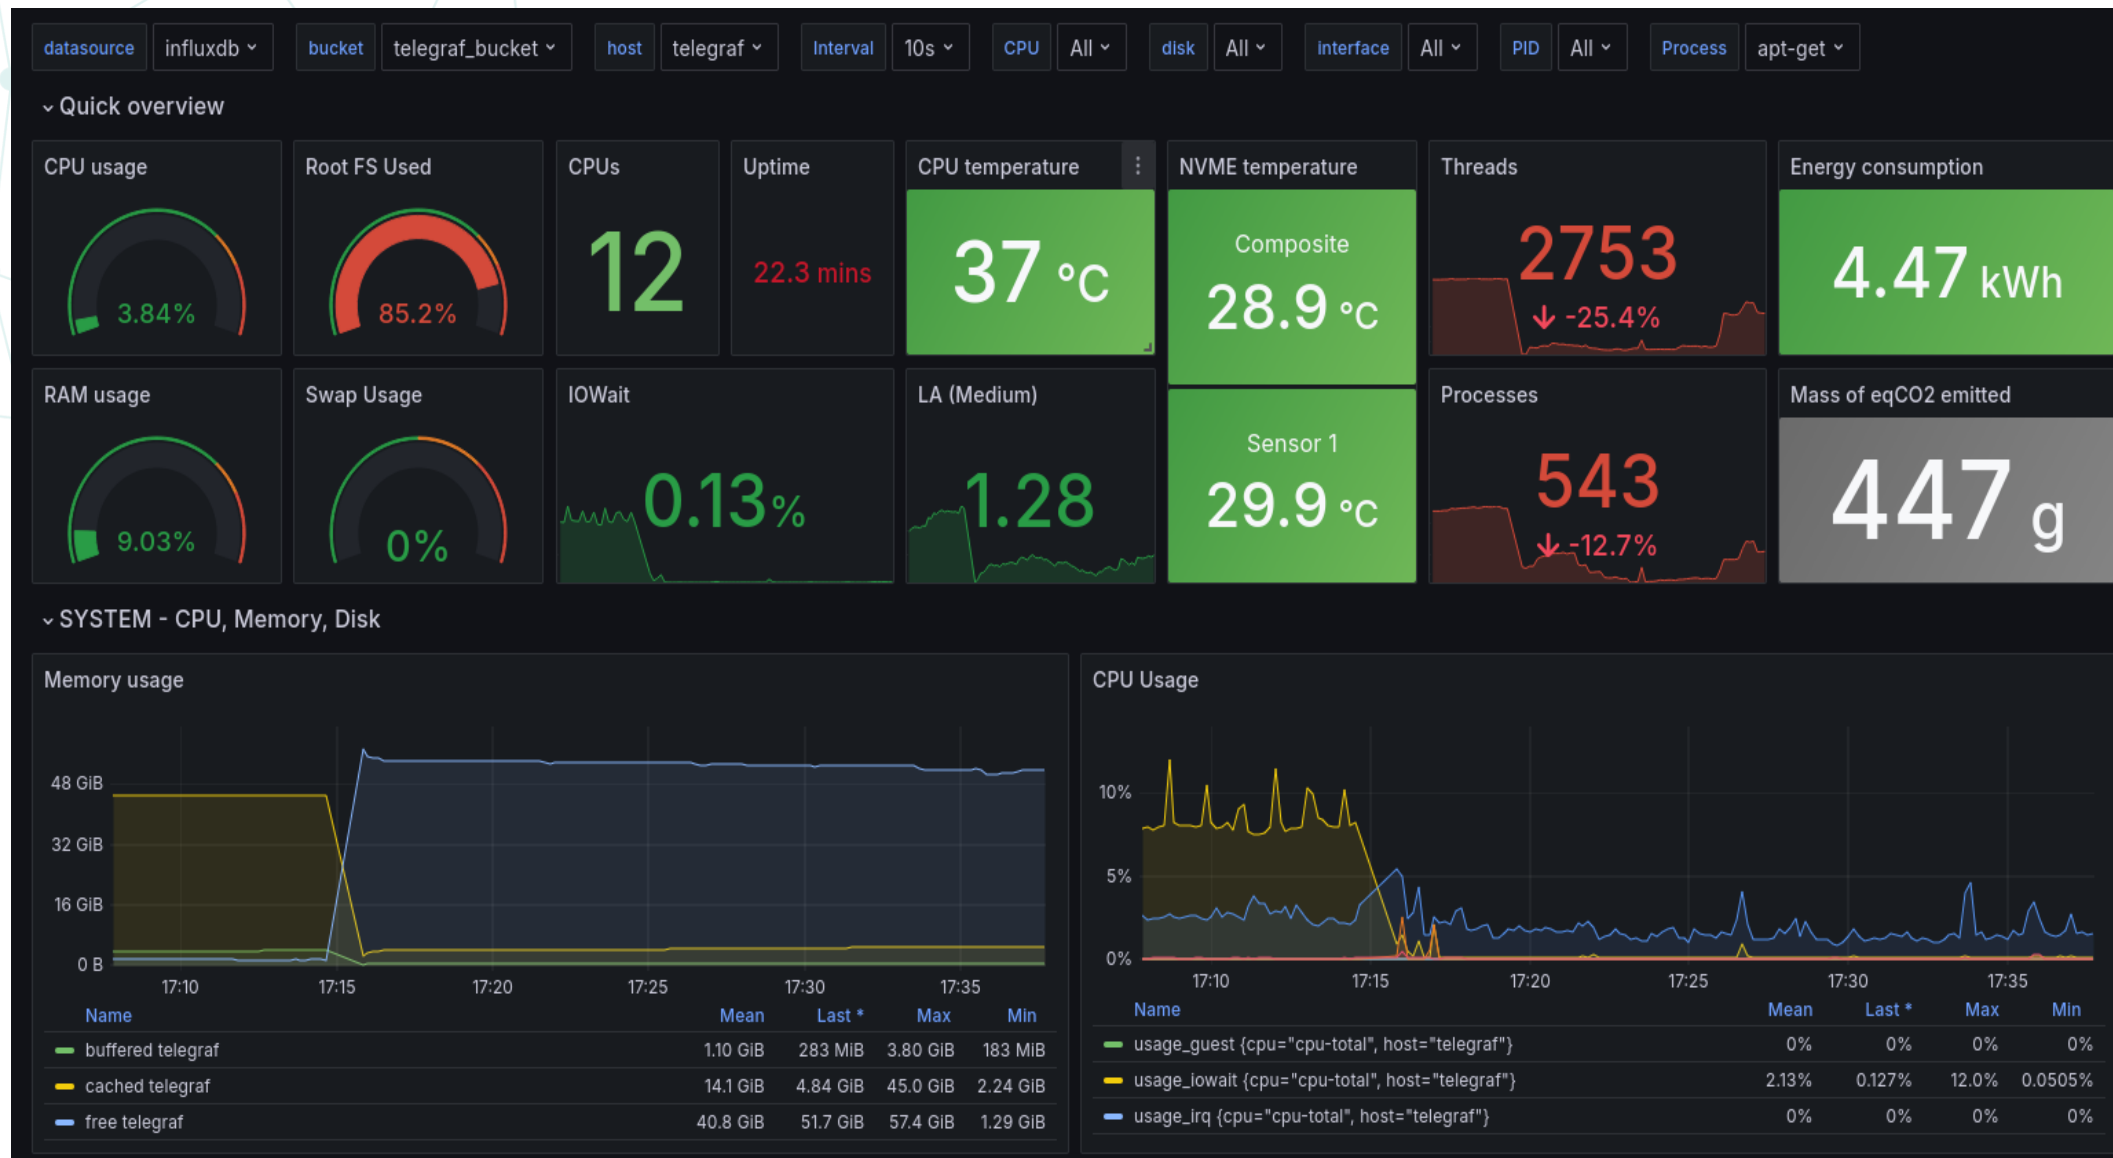 datasource influxdb bucket telegraf_bucket host telegraf Interval 10s CPU All disk All interface All PID All Process apt-get
Quick overview
CPU usage
3.84%
Root FS Used
85.2%
CPUs
12
Uptime
22.3 mins
CPU temperature
37 °C
NVME temperature
Composite
28.9 °C
Sensor 1
29.9 °C
Threads
2753
-25.4%
Energy consumption
4.47 kWh
RAM usage
9.03%
Swap Usage
0%
IOWait
0.13%
LA (Medium)
1.28
Processes
543
-12.7%
Mass of eqCO2 emitted
447 g
SYSTEM - CPU, Memory, Disk
Memory usage
48 GiB
32 GiB
16 GiB
0 B
17:10 17:15 17:20 17:25 17:30 17:35
Name Mean Last * Max Min
buffered telegraf 1.10 GiB 283 MiB 3.80 GiB 183 MiB
cached telegraf 14.1 GiB 4.84 GiB 45.0 GiB 2.24 GiB
free telegraf 40.8 GiB 51.7 GiB 57.4 GiB 1.29 GiB
CPU Usage
10%
5%
0%
17:10 17:15 17:20 17:25 17:30 17:35
Name Mean Last * Max Min
usage_guest {cpu="cpu-total", host="telegraf"} 0% 0% 0% 0%
usage_iowait {cpu="cpu-total", host="telegraf"} 2.13% 0.127% 12.0% 0.0505%
usage_irq {cpu="cpu-total", host="telegraf"} 0% 0% 0% 0%